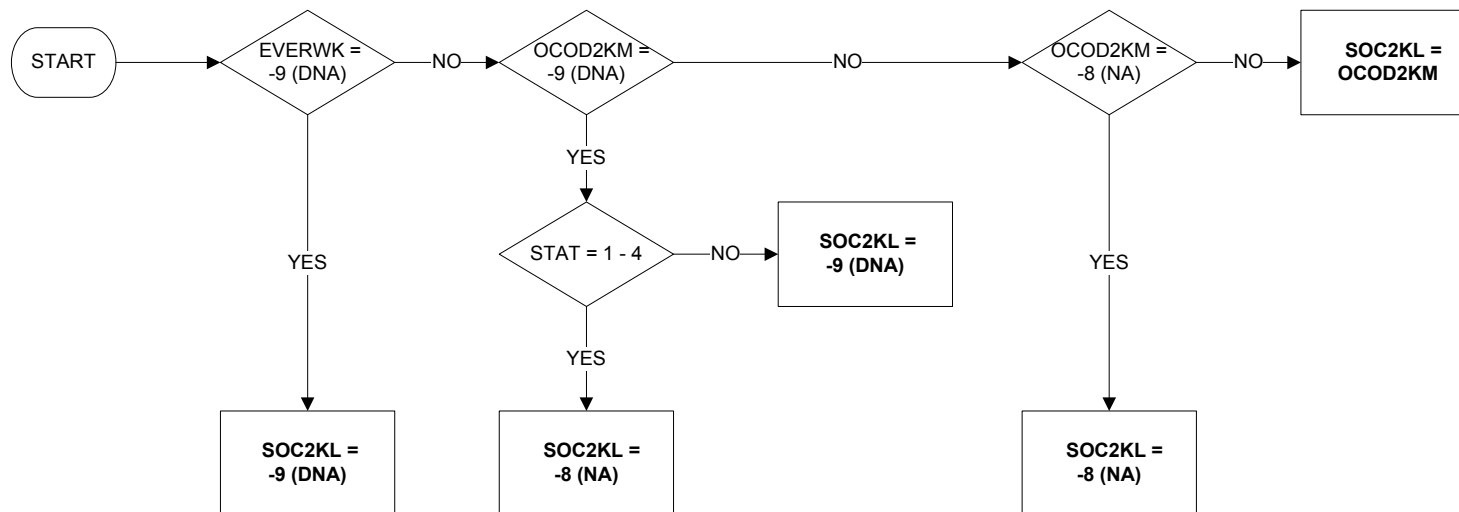 START
EVERWK =
-9 (DNA)
NO
OCOD2KM =
-9 (DNA)
NO
OCOD2KM =
-8 (NA)
NO
SOC2KL =
OCOD2KM
YES
STAT = 1 - 4
NO
SOC2KL =
-9 (DNA)
YES
YES
YES
SOC2KL =
-9 (DNA)
SOC2KL =
-8 (NA)
SOC2KL =
-8 (NA)